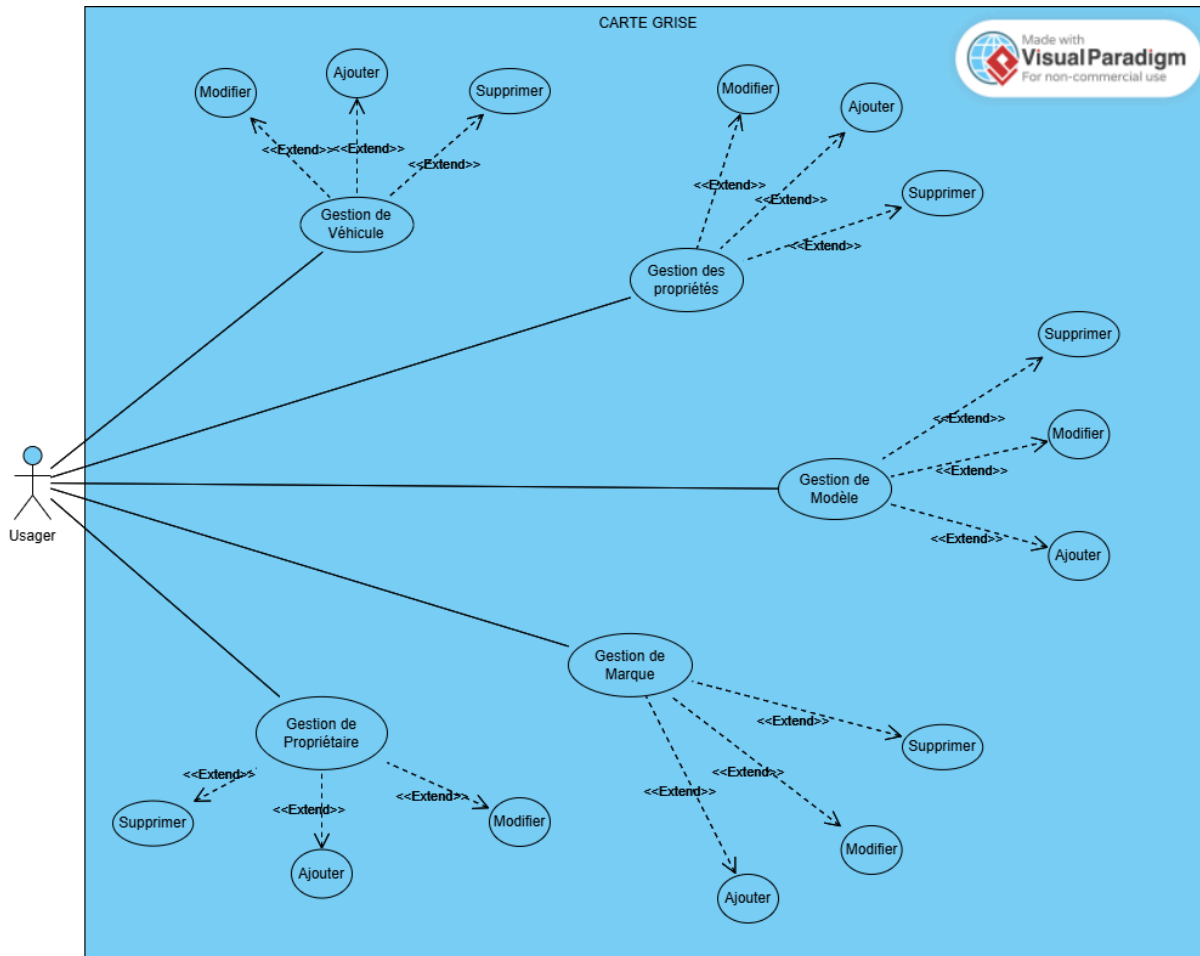 CARTE GRISE
Made with
Visual Paradigm
For non-commercial use
Modifier
Ajouter
Supprimer
<<Extend>>
<<Extend>>
<<Extend>>
Gestion de
Véhicule
Modifier
Ajouter
Supprimer
<<Extend>>
<<Extend>>
<<Extend>>
Gestion des
propriétés
Supprimer
Modifier
Ajouter
<<Extend>>
<<Extend>>
<<Extend>>
Gestion de
Modèle
Usager
Gestion de
Marque
<<Extend>>
<<Extend>>
<<Extend>>
Supprimer
Modifier
Ajouter
Gestion de
Propriétaire
<<Extend>>
<<Extend>>
<<Extend>>
Supprimer
Ajouter
Modifier